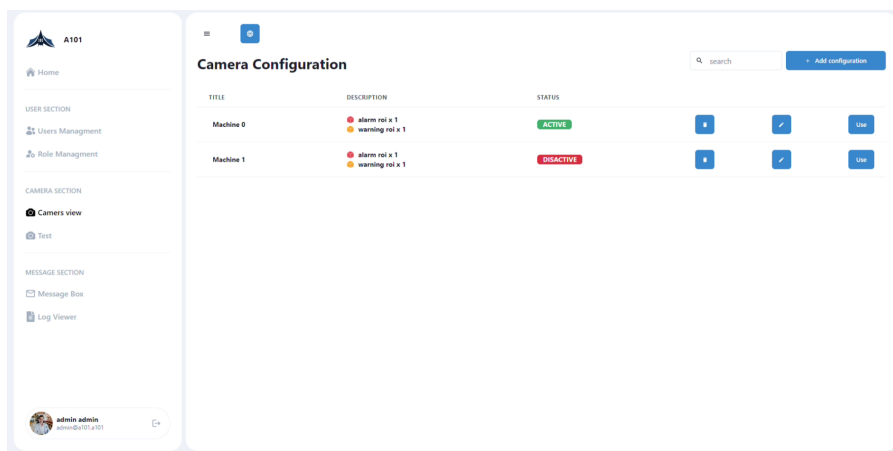 A101
Home
USER SECTION
Users Managment
Role Managment
CAMERA SECTION
Camers view
Test
MESSAGE SECTION
Message Box
Log Viewer
admin admin
admin@a101.a101
Camera Configuration
search
+ Add configuration
TITLE DESCRIPTION STATUS
Machine 0 alarm roi x 1 ACTIVE Use
warning roi x 1
Machine 1 alarm roi x 1 DISACTIVE Use
warning roi x 1